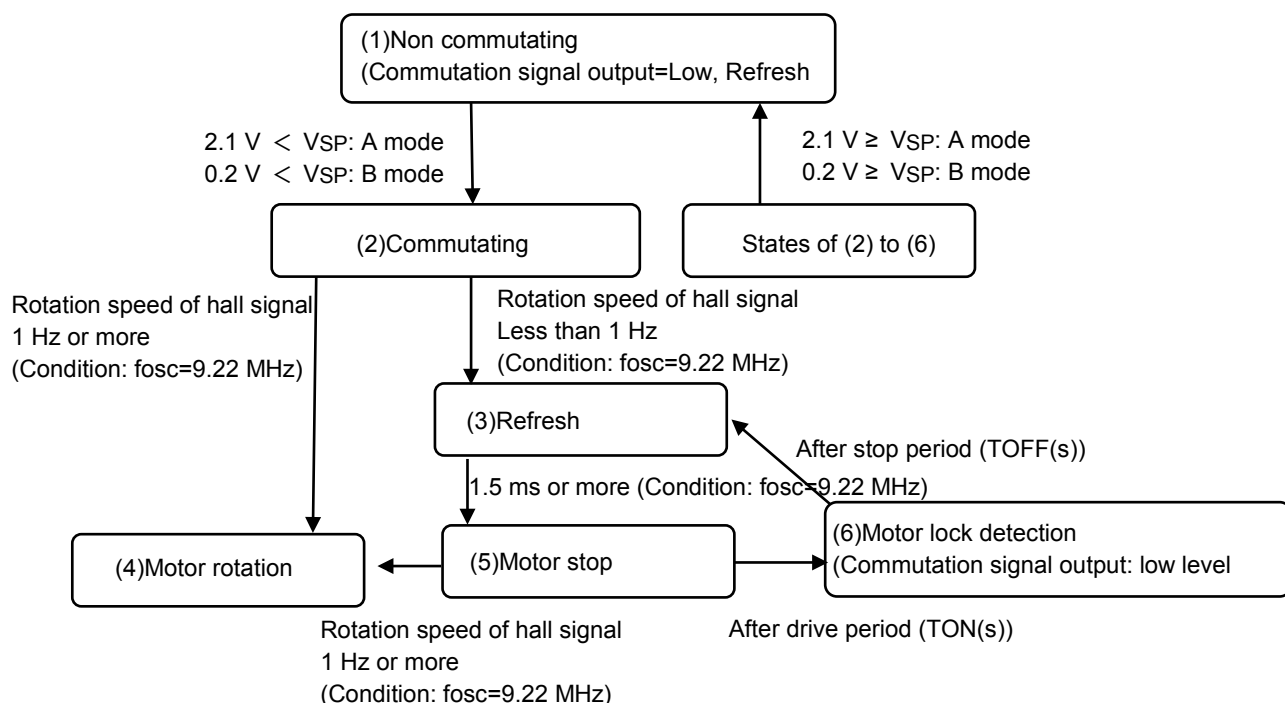 (1)Non commutating
(Commutation signal output=Low, Refresh
2.1 V < VSP: A mode
0.2 V < VSP: B mode
2.1 V ≥ VSP: A mode
0.2 V ≥ VSP: B mode
(2)Commutating
States of (2) to (6)
Rotation speed of hall signal
1 Hz or more
(Condition: fosc=9.22 MHz)
Rotation speed of hall signal
Less than 1 Hz
(Condition: fosc=9.22 MHz)
(3)Refresh
After stop period (TOFF(s))
1.5 ms or more (Condition: fosc=9.22 MHz)
(4)Motor rotation
(5)Motor stop
(6)Motor lock detection
(Commutation signal output: low level
Rotation speed of hall signal
1 Hz or more
(Condition: fosc=9.22 MHz)
After drive period (TON(s))